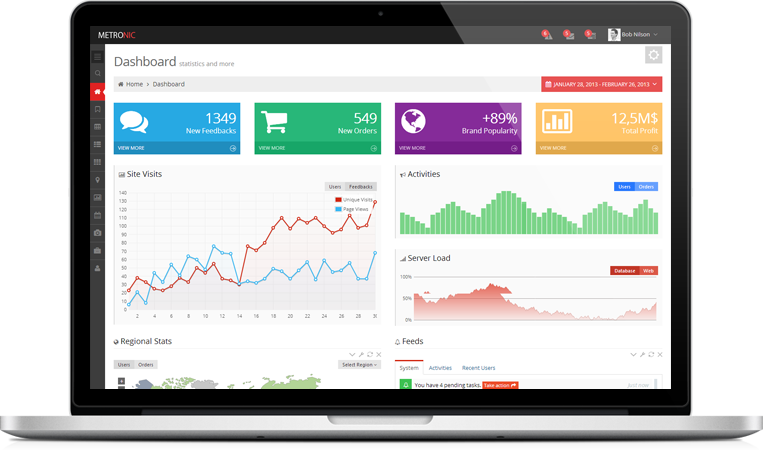 METRONIC
6
5
5
Bob Nilson
Dashboard statistics and more
Home > Dashboard
JANUARY 28, 2013 - FEBRUARY 26, 2013
1349
New Feedbacks
VIEW MORE
549
New Orders
VIEW MORE
+89%
Brand Popularity
VIEW MORE
12,5M$
Total Profit
VIEW MORE
Site Visits
Users Feedbacks
Unique Visits
Page Views
140
130
120
110
100
90
80
70
60
50
40
30
20
10
0
2 4 6 8 10 12 14 16 18 20 22 24 26 28 30
Activities
Users Orders
Server Load
Database Web
100%
50%
0%
Regional Stats
Users Orders
Select Region
+
Feeds
System Activities Recent Users
You have 4 pending tasks. Take action
Just now